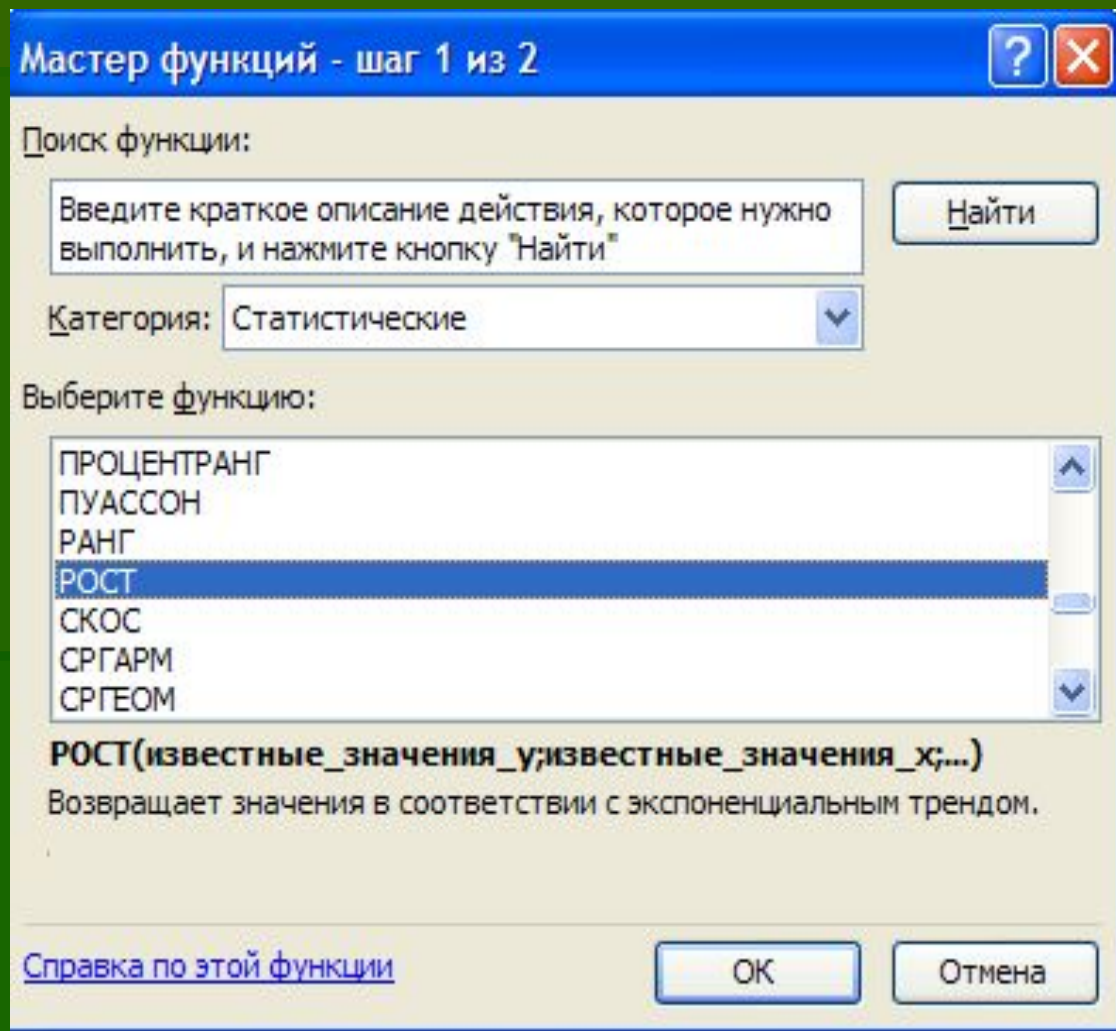 Мастер функций - шаг 1 из 2
Поиск функции:
Введите краткое описание действия, которое нужно
выполнить, и нажмите кнопку "Найти"
Найти
Категория: Статистические
Выберите функцию:
ПРОЦЕНТРАНГ
ПУАССОН
РАНГ
РОСТ
СКОС
СРГАРМ
СРГЕОМ
РОСТ(известные_значения_y;известные_значения_x;...)
Возвращает значения в соответствии с экспоненциальным трендом.
Справка по этой функции
ОК
Отмена